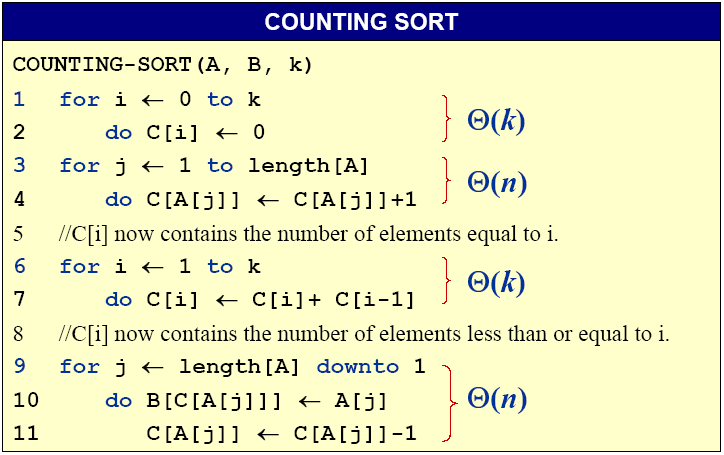 COUNTING SORT
COUNTING-SORT(A, B, k)
1 for i ← 0 to k
2 do C[i] ← 0
Θ(k)
3 for j ← 1 to length[A]
4 do C[A[j]] ← C[A[j]]+1
Θ(n)
5 //C[i] now contains the number of elements equal to i.
6 for i ← 1 to k
7 do C[i] ← C[i]+ C[i-1]
Θ(k)
8 //C[i] now contains the number of elements less than or equal to i.
9 for j ← length[A] downto 1
10 do B[C[A[j]]] ← A[j]
11 C[A[j]] ← C[A[j]]-1
Θ(n)